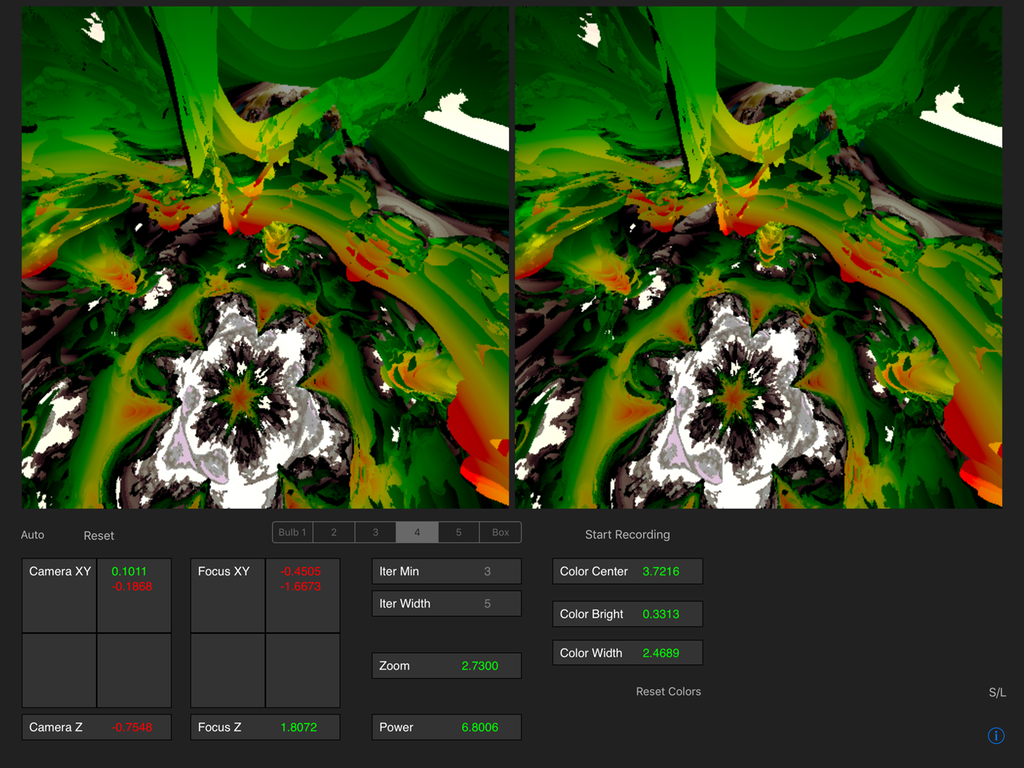 Auto
Reset
Bulb 1 2 3 4 5 Box
Start Recording
Camera XY 0.1011
-0.1868
Focus XY -0.4505
-1.6673
Iter Min 3
Iter Width 5
Color Center 3.7216
Color Bright 0.3313
Zoom 2.7300
Color Width 2.4689
Reset Colors
S/L
Camera Z -0.7548
Focus Z 1.8072
Power 6.8006
i